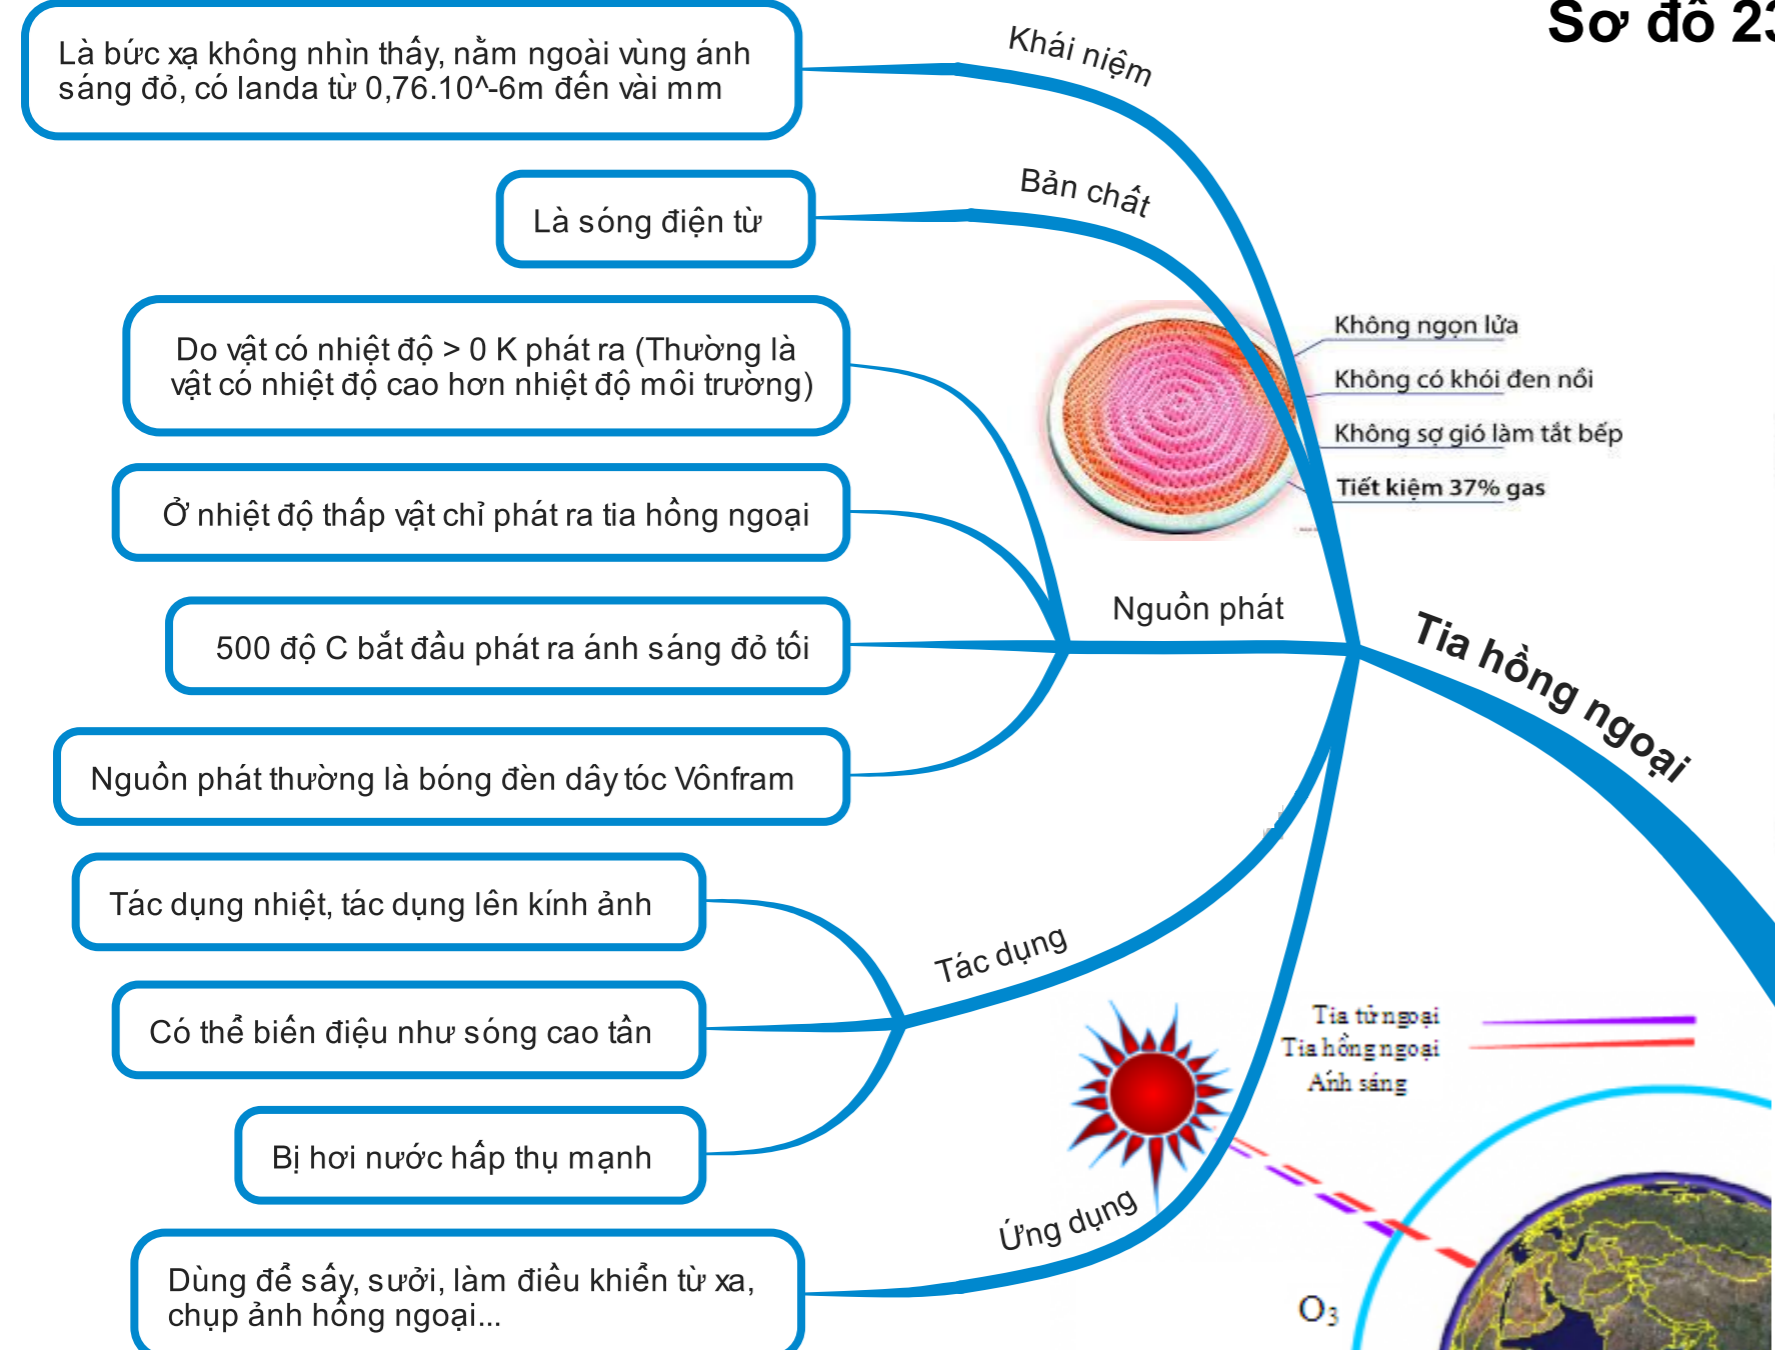 Sơ đồ 23
Khái niệm
Là bức xạ không nhìn thấy, nằm ngoài vùng ánh
sáng đỏ, có landa từ 0,76.10^-6m đến vài mm
Bản chất
Là sóng điện từ
Do vật có nhiệt độ > 0 K phát ra (Thường là
vật có nhiệt độ cao hơn nhiệt độ môi trường)
Ở nhiệt độ thấp vật chỉ phát ra tia hồng ngoại
500 độ C bắt đầu phát ra ánh sáng đỏ tối
Nguồn phát thường là bóng đèn dây tóc Vônfram
Nguồn phát
Không ngọn lửa
Không có khói đen nồi
Không sợ gió làm tắt bếp
Tiết kiệm 37% gas
Tia hồng ngoại
Tác dụng nhiệt, tác dụng lên kính ảnh
Có thể biến điệu như sóng cao tần
Bị hơi nước hấp thụ mạnh
Tác dụng
Ứng dụng
Dùng để sấy, sưởi, làm điều khiển từ xa,
chụp ảnh hồng ngoại...
Tia tử ngoại
Tia hồng ngoại
Ánh sáng
O3